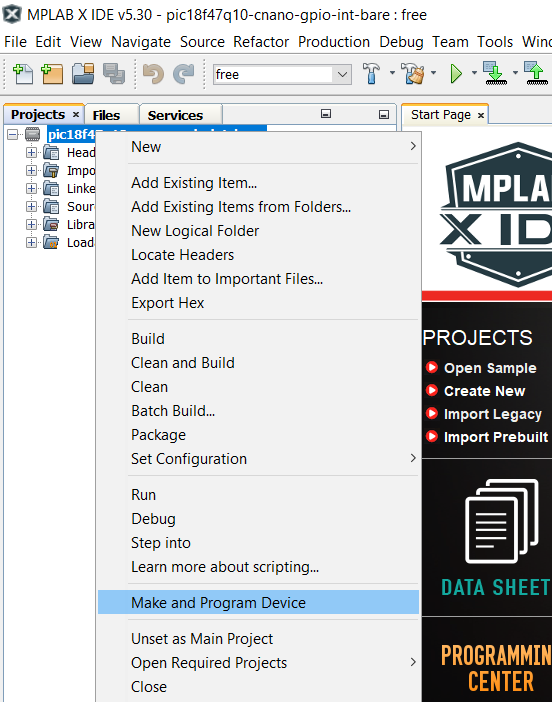 MPLAB X IDE v5.30 - pic18f47q10-cnano-gpio-int-bare : free
File Edit View Navigate Source Refactor Production Debug Team Tools
free
Projects × Files Services
Start Page ×
Head
Impo
Linke
Sour
Libra
Loada
New
Add Existing Item...
Add Existing Items from Folders...
New Logical Folder
Locate Headers
Add Item to Important Files...
Export Hex
Build
Clean and Build
Clean
Batch Build...
Package
Set Configuration
Run
Debug
Step into
Learn more about scripting...
Make and Program Device
Unset as Main Project
Open Required Projects
Close
MPLAB
X ID
PROJECTS
Open Sample
Create New
Import Legacy
Import Prebuilt
DATA SHEET
PROGRAMMIN
CENTER